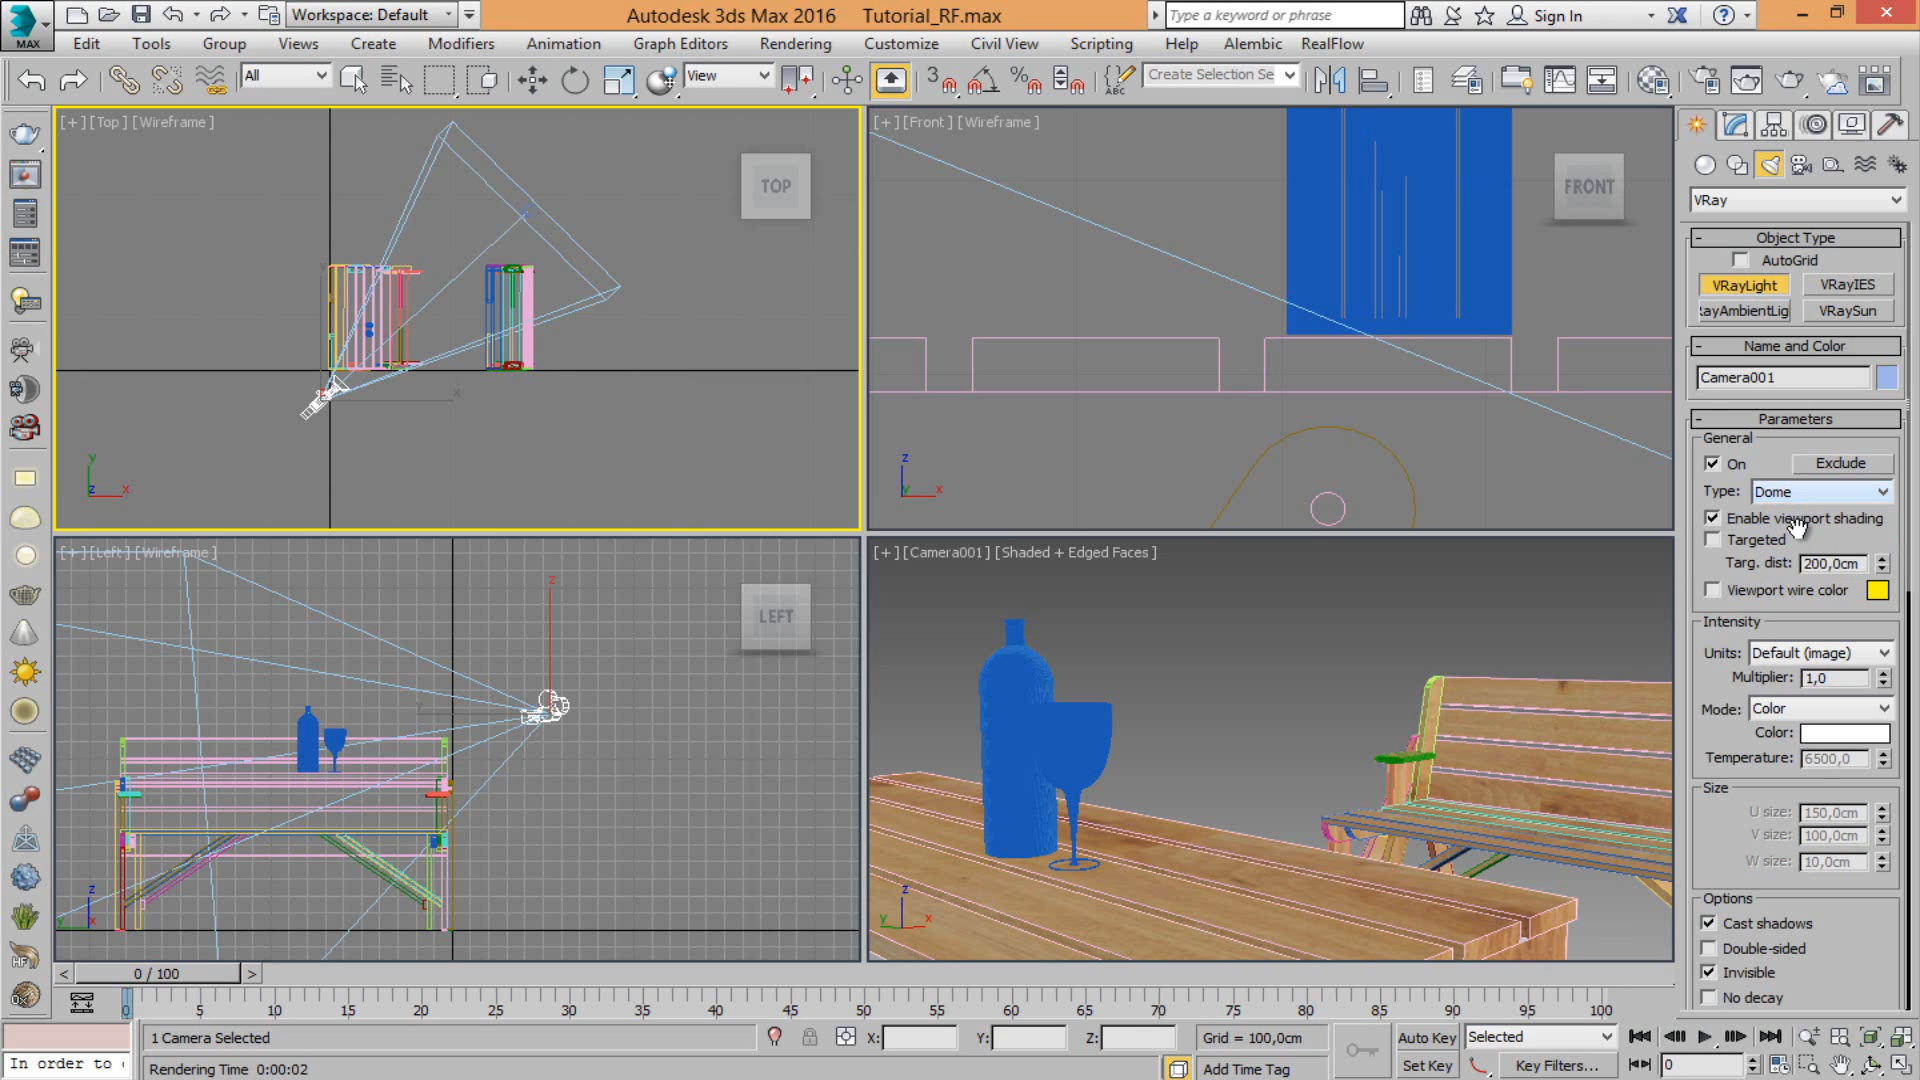 MAX
Workspace: Default
Autodesk 3ds Max 2016 Tutorial_RF.max
Type a keyword or phrase
Sign In
Edit Tools Group Views Create Modifiers Animation Graph Editors Rendering Customize Civil View Scripting Help Alembic RealFlow
All
View
3
%
ABC
Create Selection Se
[+][Top][Wireframe]
TOP
[+][Front][Wireframe]
FRONT
[+][Left][Wireframe]
LEFT
[+][Camera001][Shaded + Edged Faces]
VRay
- Object Type
AutoGrid
VRayLight VRayIES
RayAmbientLig VRaySun
- Name and Color
Camera001
- Parameters
General
On Exclude
Type: Dome
Enable viewport shading
Targeted
Targ. dist: 200,0cm
Viewport wire color
Intensity
Units: Default (image)
Multiplier: 1,0
Mode: Color
Color:
Temperature: 6500,0
Size
U size: 150,0cm
V size: 100,0cm
W size: 10,0cm
Options
Cast shadows
Double-sided
Invisible
No decay
< 0 / 100 >
0 5 10 15 20 25 30 35 40 45 50 55 60 65 70 75 80 85 90 95 100
1 Camera Selected
X: Y: Z:
Grid = 100,0cm
Auto Key Selected
In order to
Rendering Time 0:00:02
Add Time Tag
Set Key Key Filters...
0